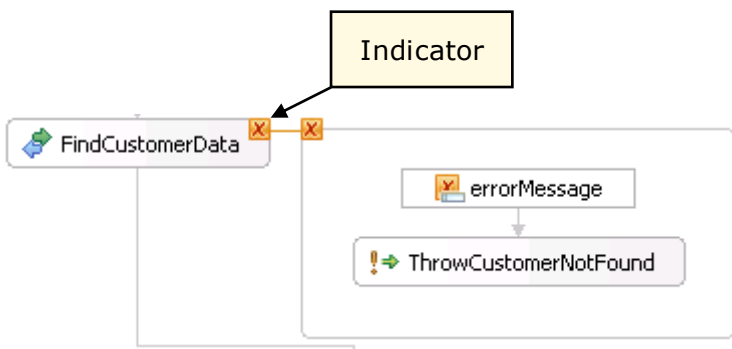 Indicator
FindCustomerData
errorMessage
ThrowCustomerNotFound